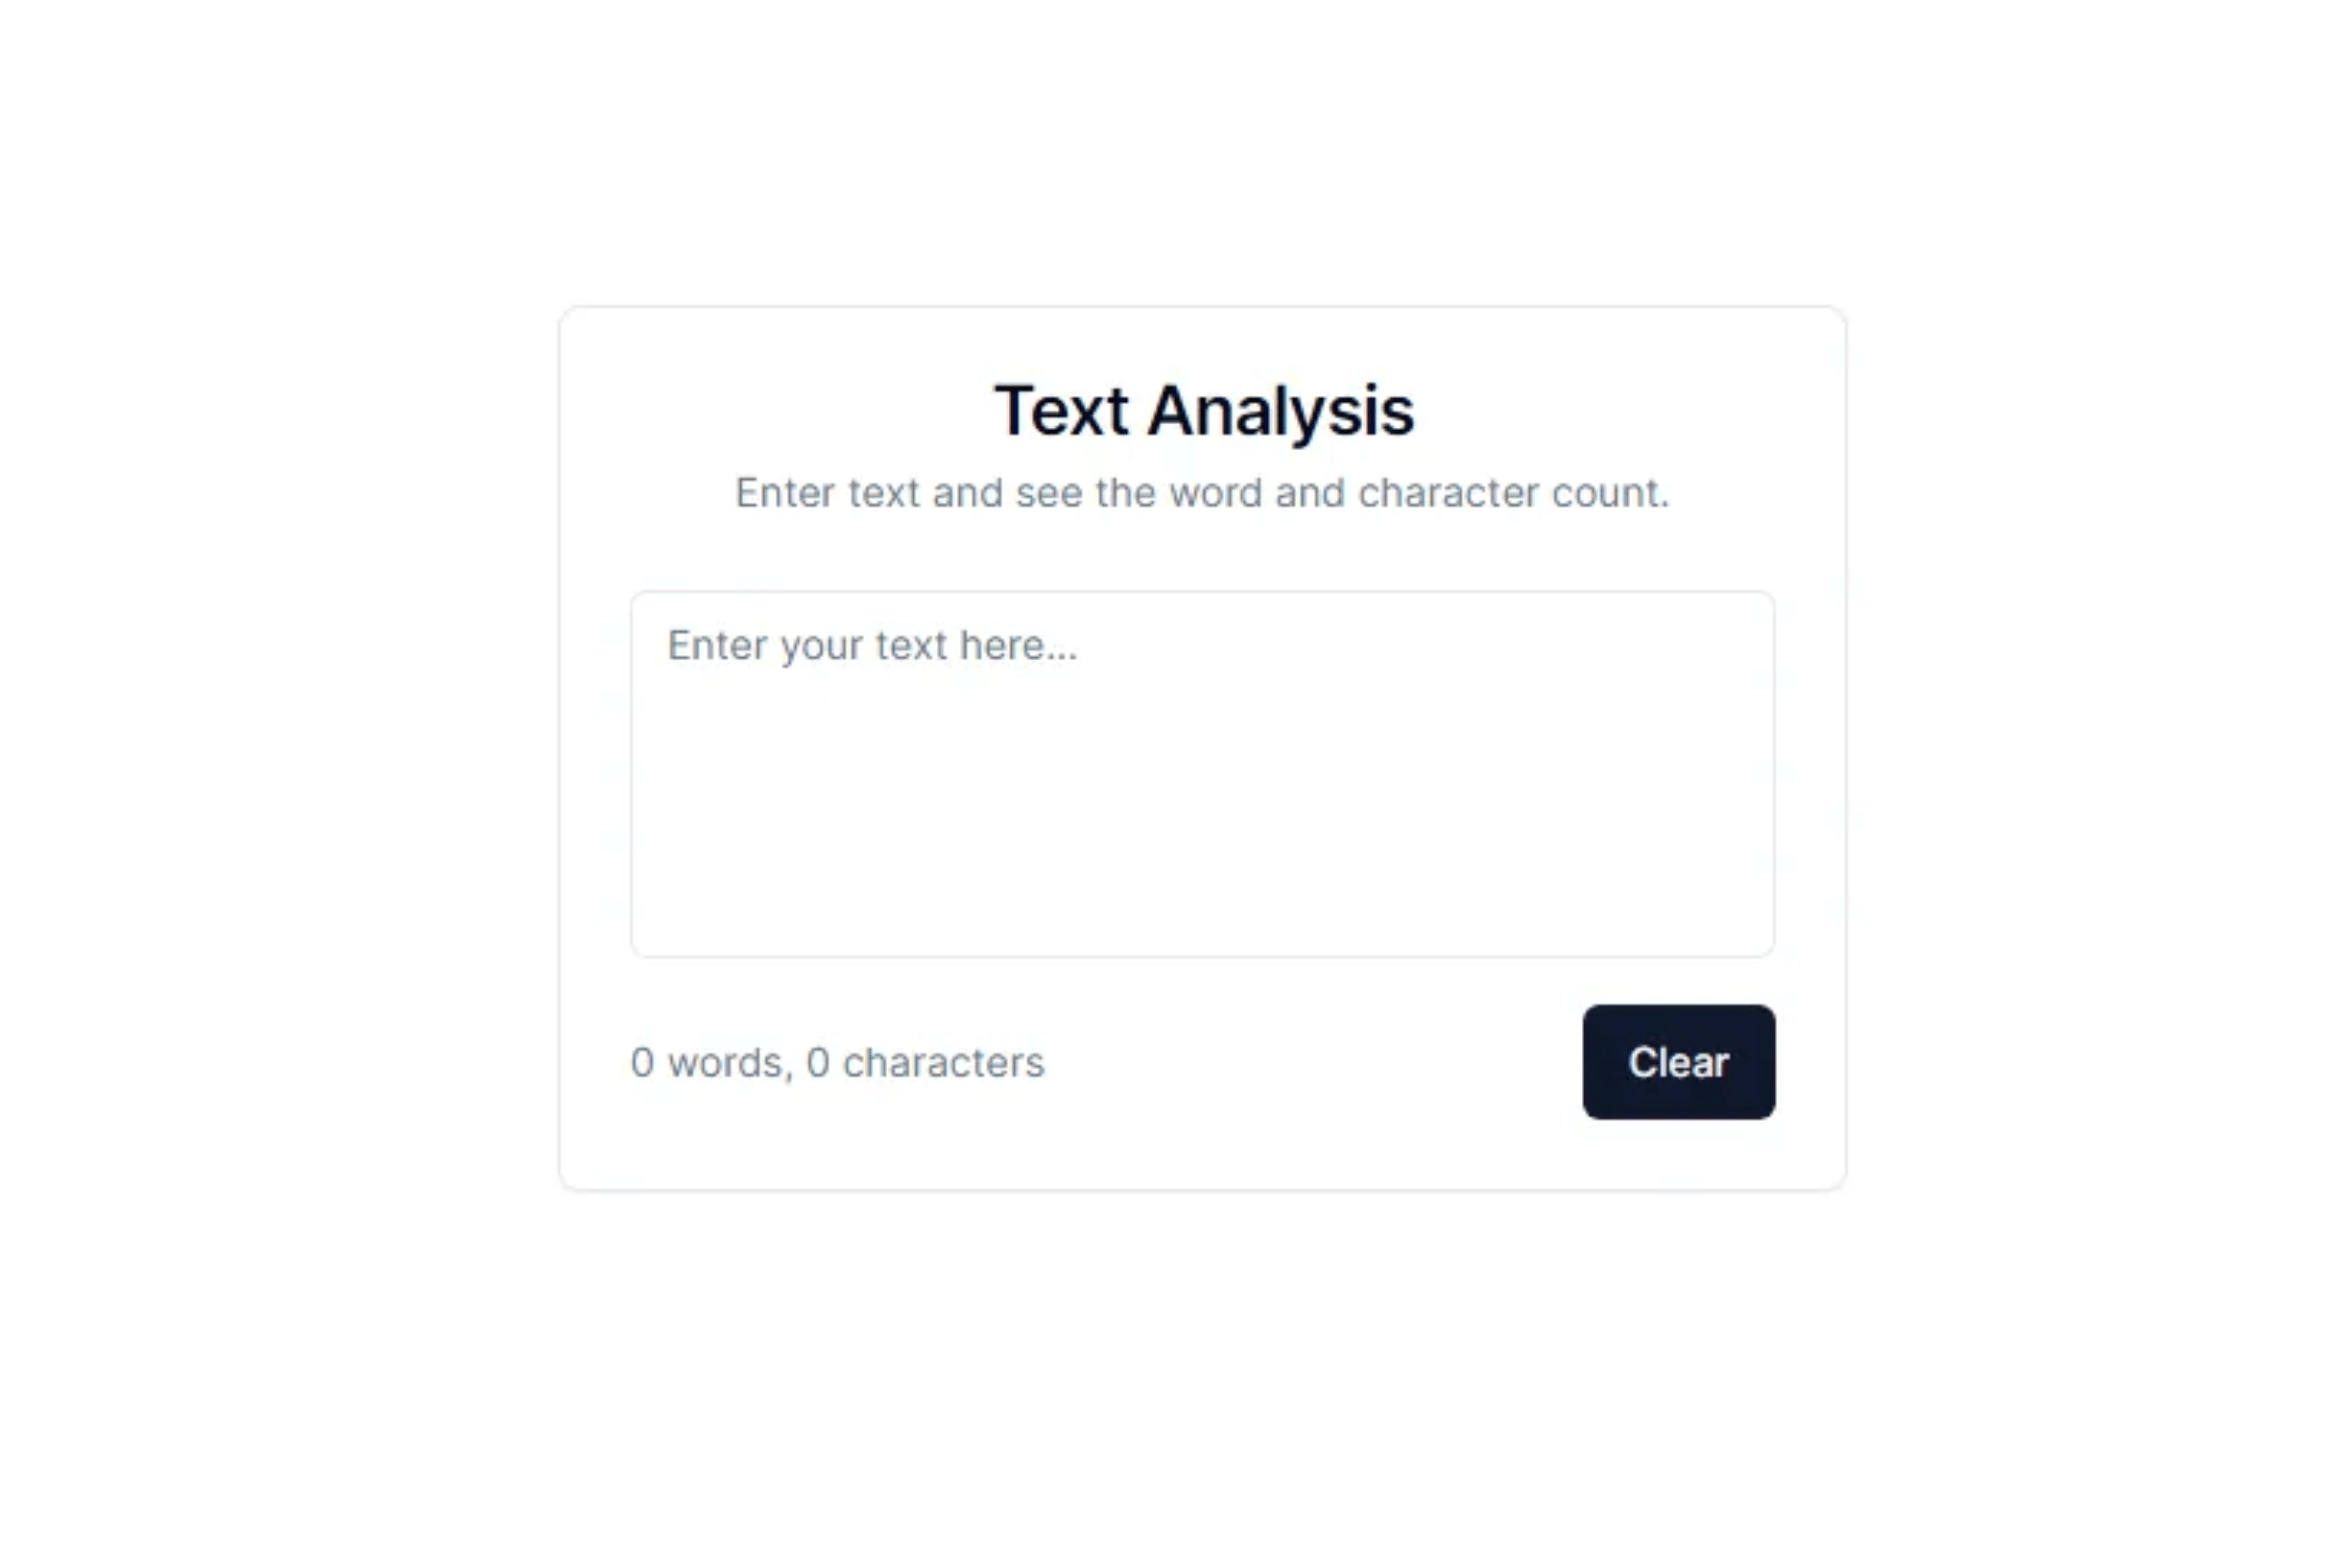 Text Analysis
Enter text and see the word and character count.
Enter your text here...
0 words, 0 characters
Clear